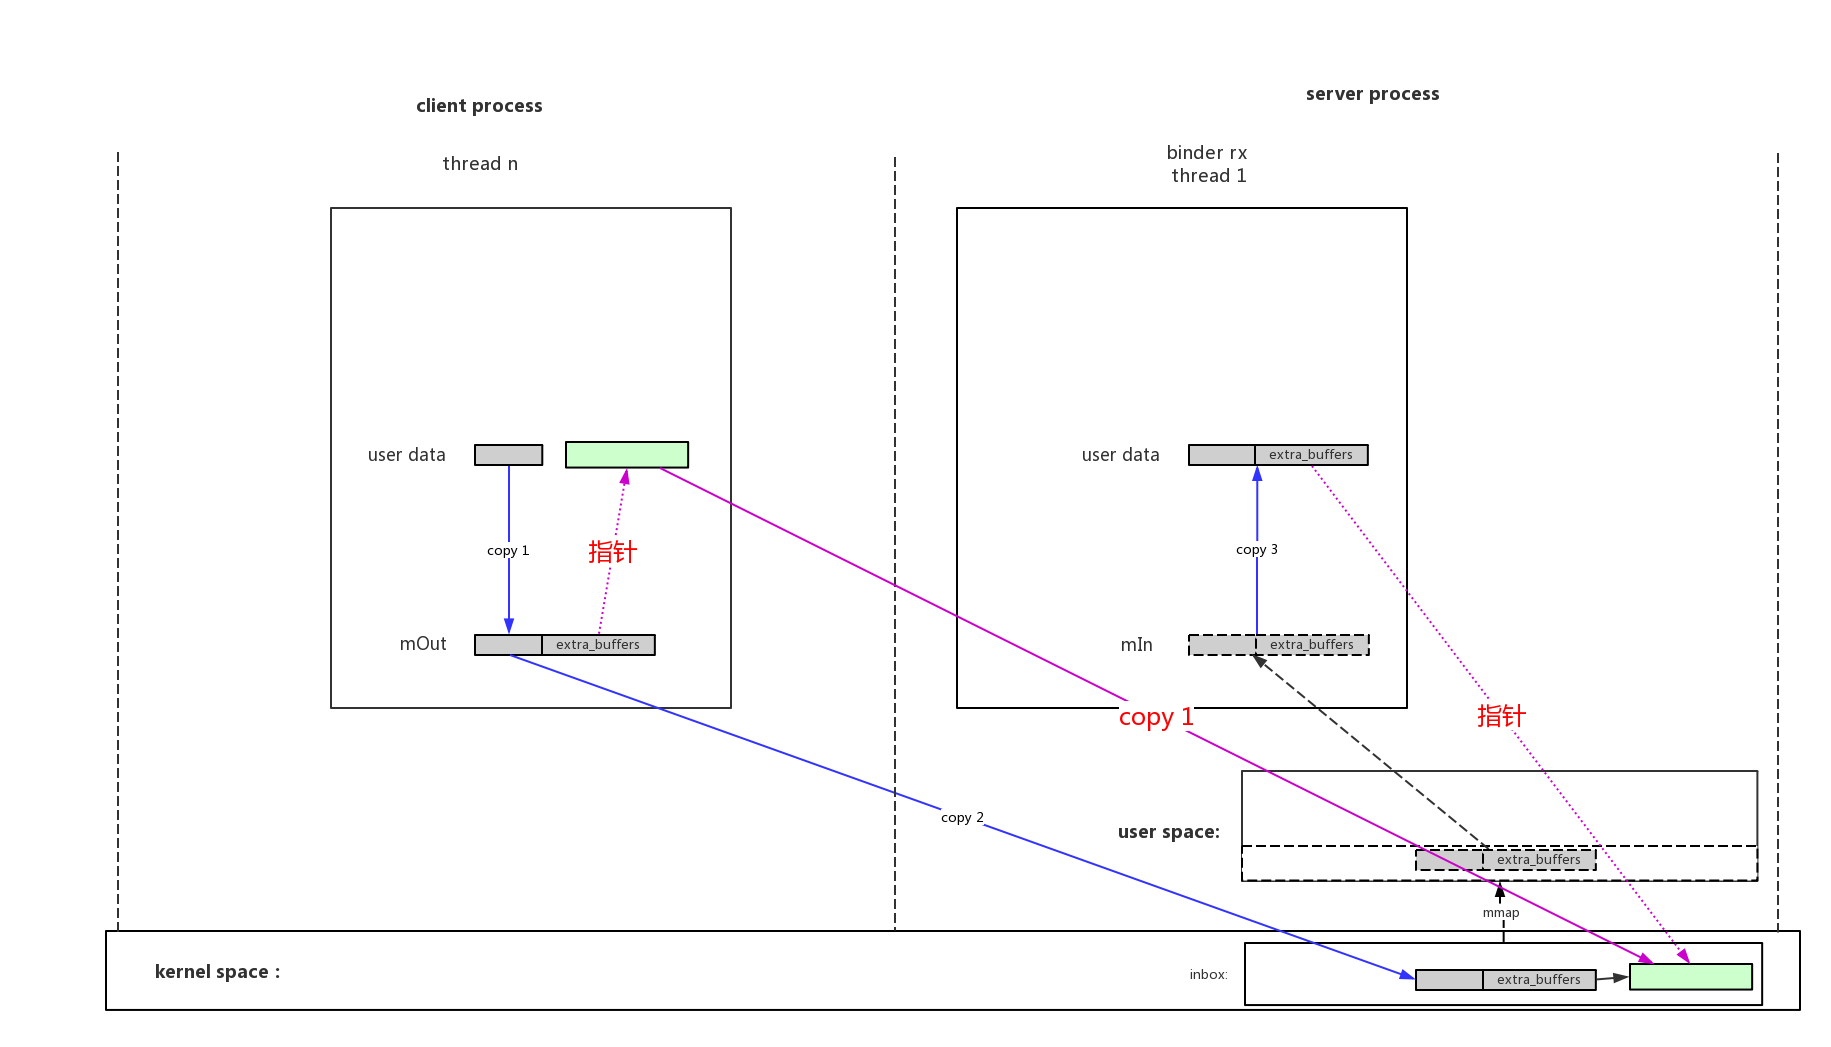 client process
server process
thread n
binder rx
thread 1
user data
user data
extra_buffers
copy 1
指针
copy 3
mOut
extra_buffers
mIn
extra_buffers
copy 1
指针
copy 2
user space:
extra_buffers
mmap
kernel space :
inbox:
extra_buffers